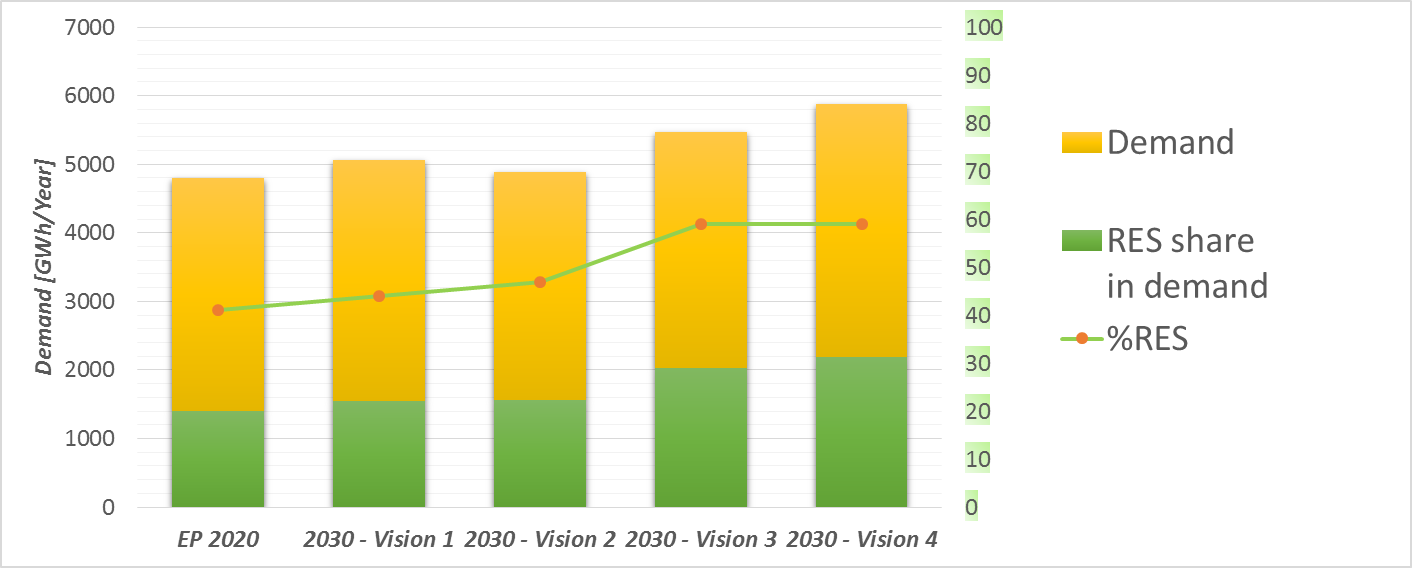 7000
6000
5000
4000
3000
2000
1000
0
Demand [GWh/Year]
EP 2020
2030 - Vision 1
2030 - Vision 2
2030 - Vision 3
2030 - Vision 4
100
90
80
70
60
50
40
30
20
10
0
Demand
RES share
in demand
%RES